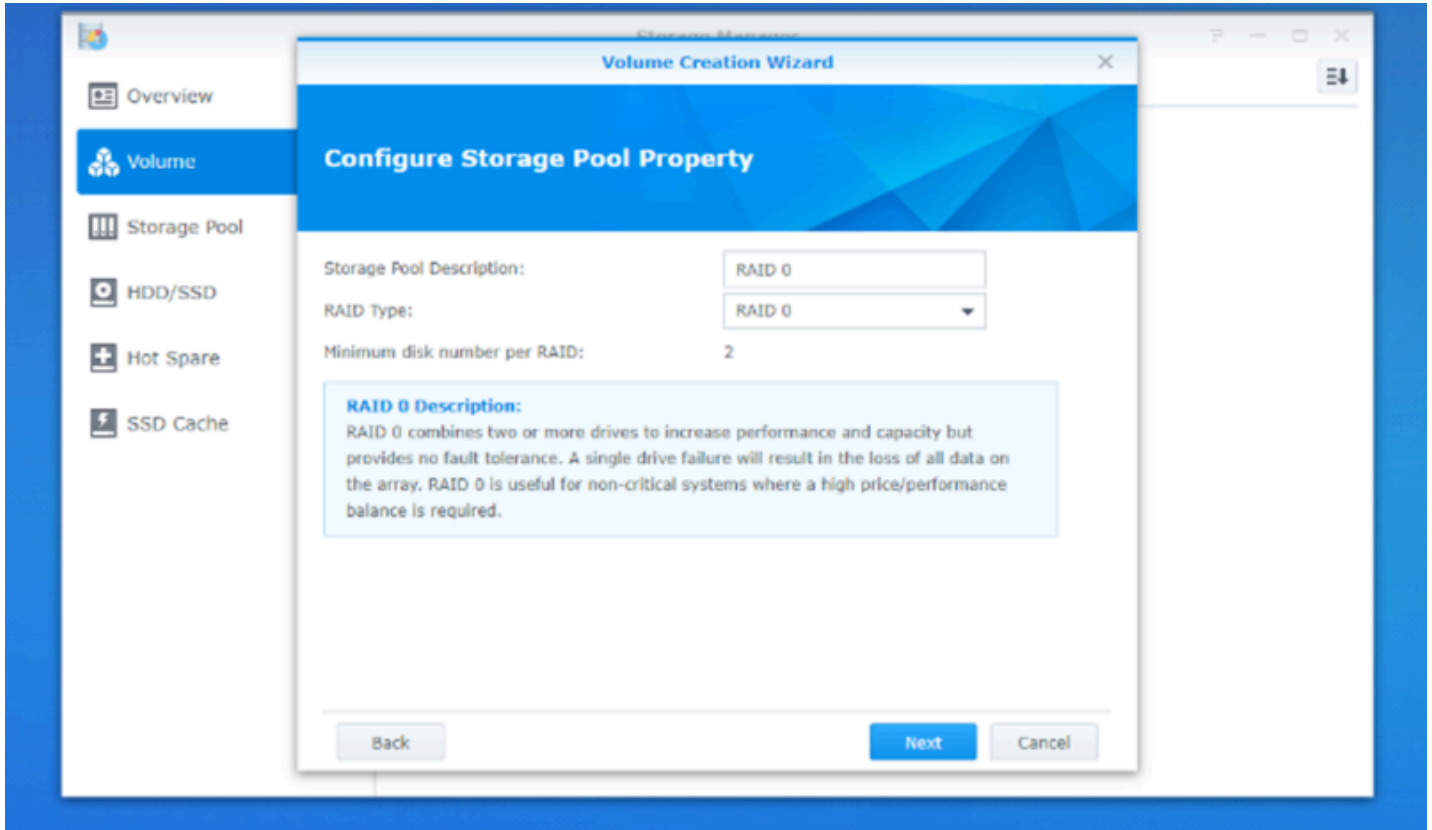 Storage Manager
Volume Creation Wizard
Overview
Volume
Storage Pool
HDD/SSD
Hot Spare
SSD Cache
Configure Storage Pool Property
Storage Pool Description: RAID 0
RAID Type: RAID 0
Minimum disk number per RAID: 2
RAID 0 Description:
RAID 0 combines two or more drives to increase performance and capacity but
provides no fault tolerance. A single drive failure will result in the loss of all data on
the array. RAID 0 is useful for non-critical systems where a high price/performance
balance is required.
Back Next Cancel